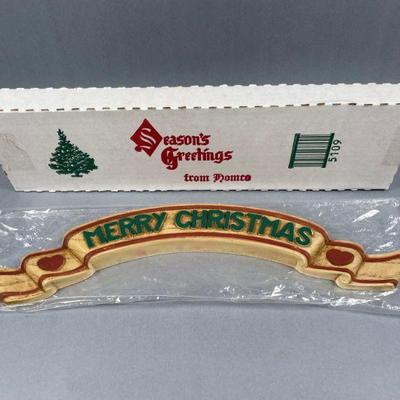 Season's
Greetings
from Homco
5109
MERRY CHRISTMAS